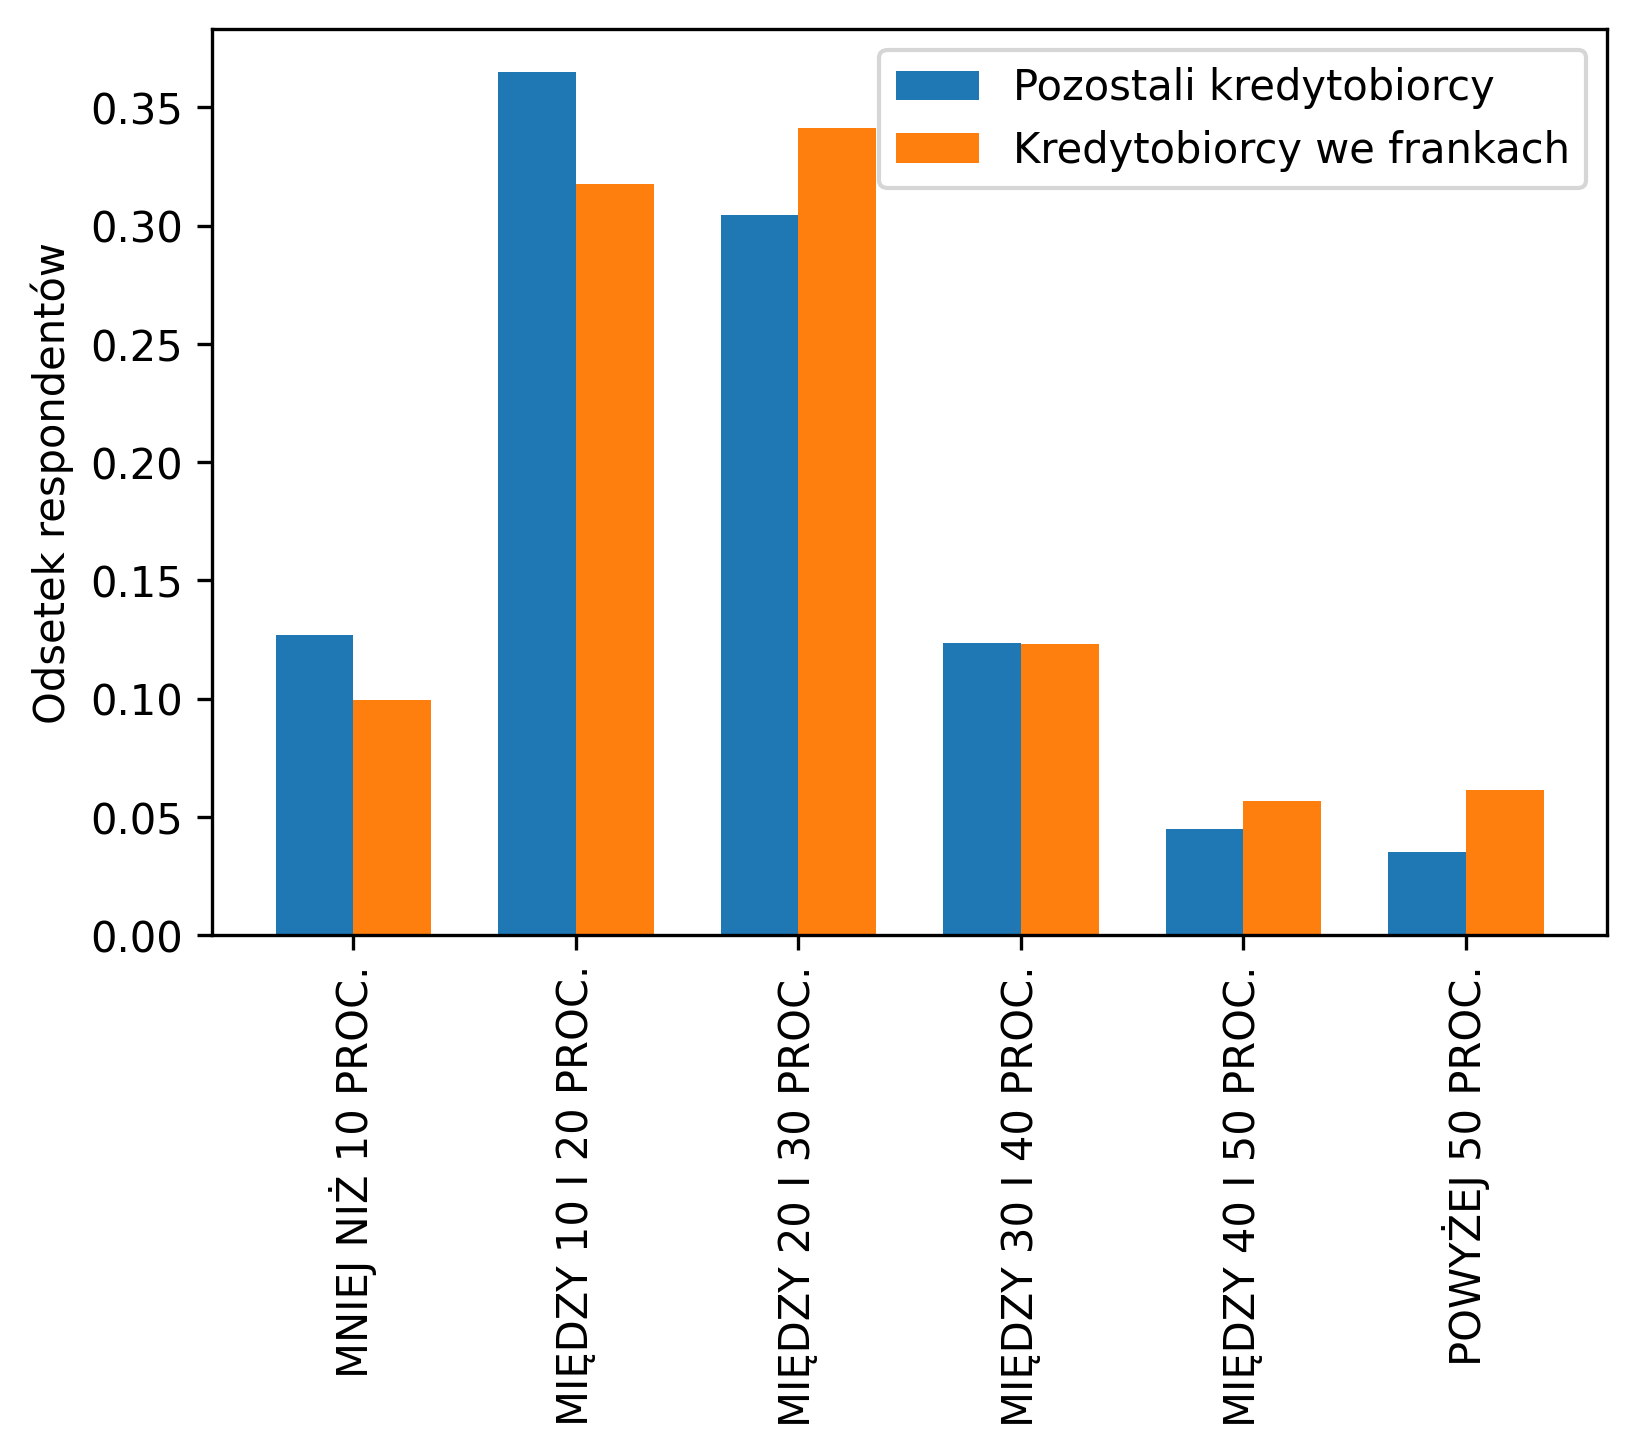 Pozostali kredytobiorcy
Kredytobiorcy we frankach
Odsetek respondentów
0.35
0.30
0.25
0.20
0.15
0.10
0.05
0.00
MNIEJ NIŻ 10 PROC.
MIĘDZY 10 I 20 PROC.
MIĘDZY 20 I 30 PROC.
MIĘDZY 30 I 40 PROC.
MIĘDZY 40 I 50 PROC.
POWYŻEJ 50 PROC.